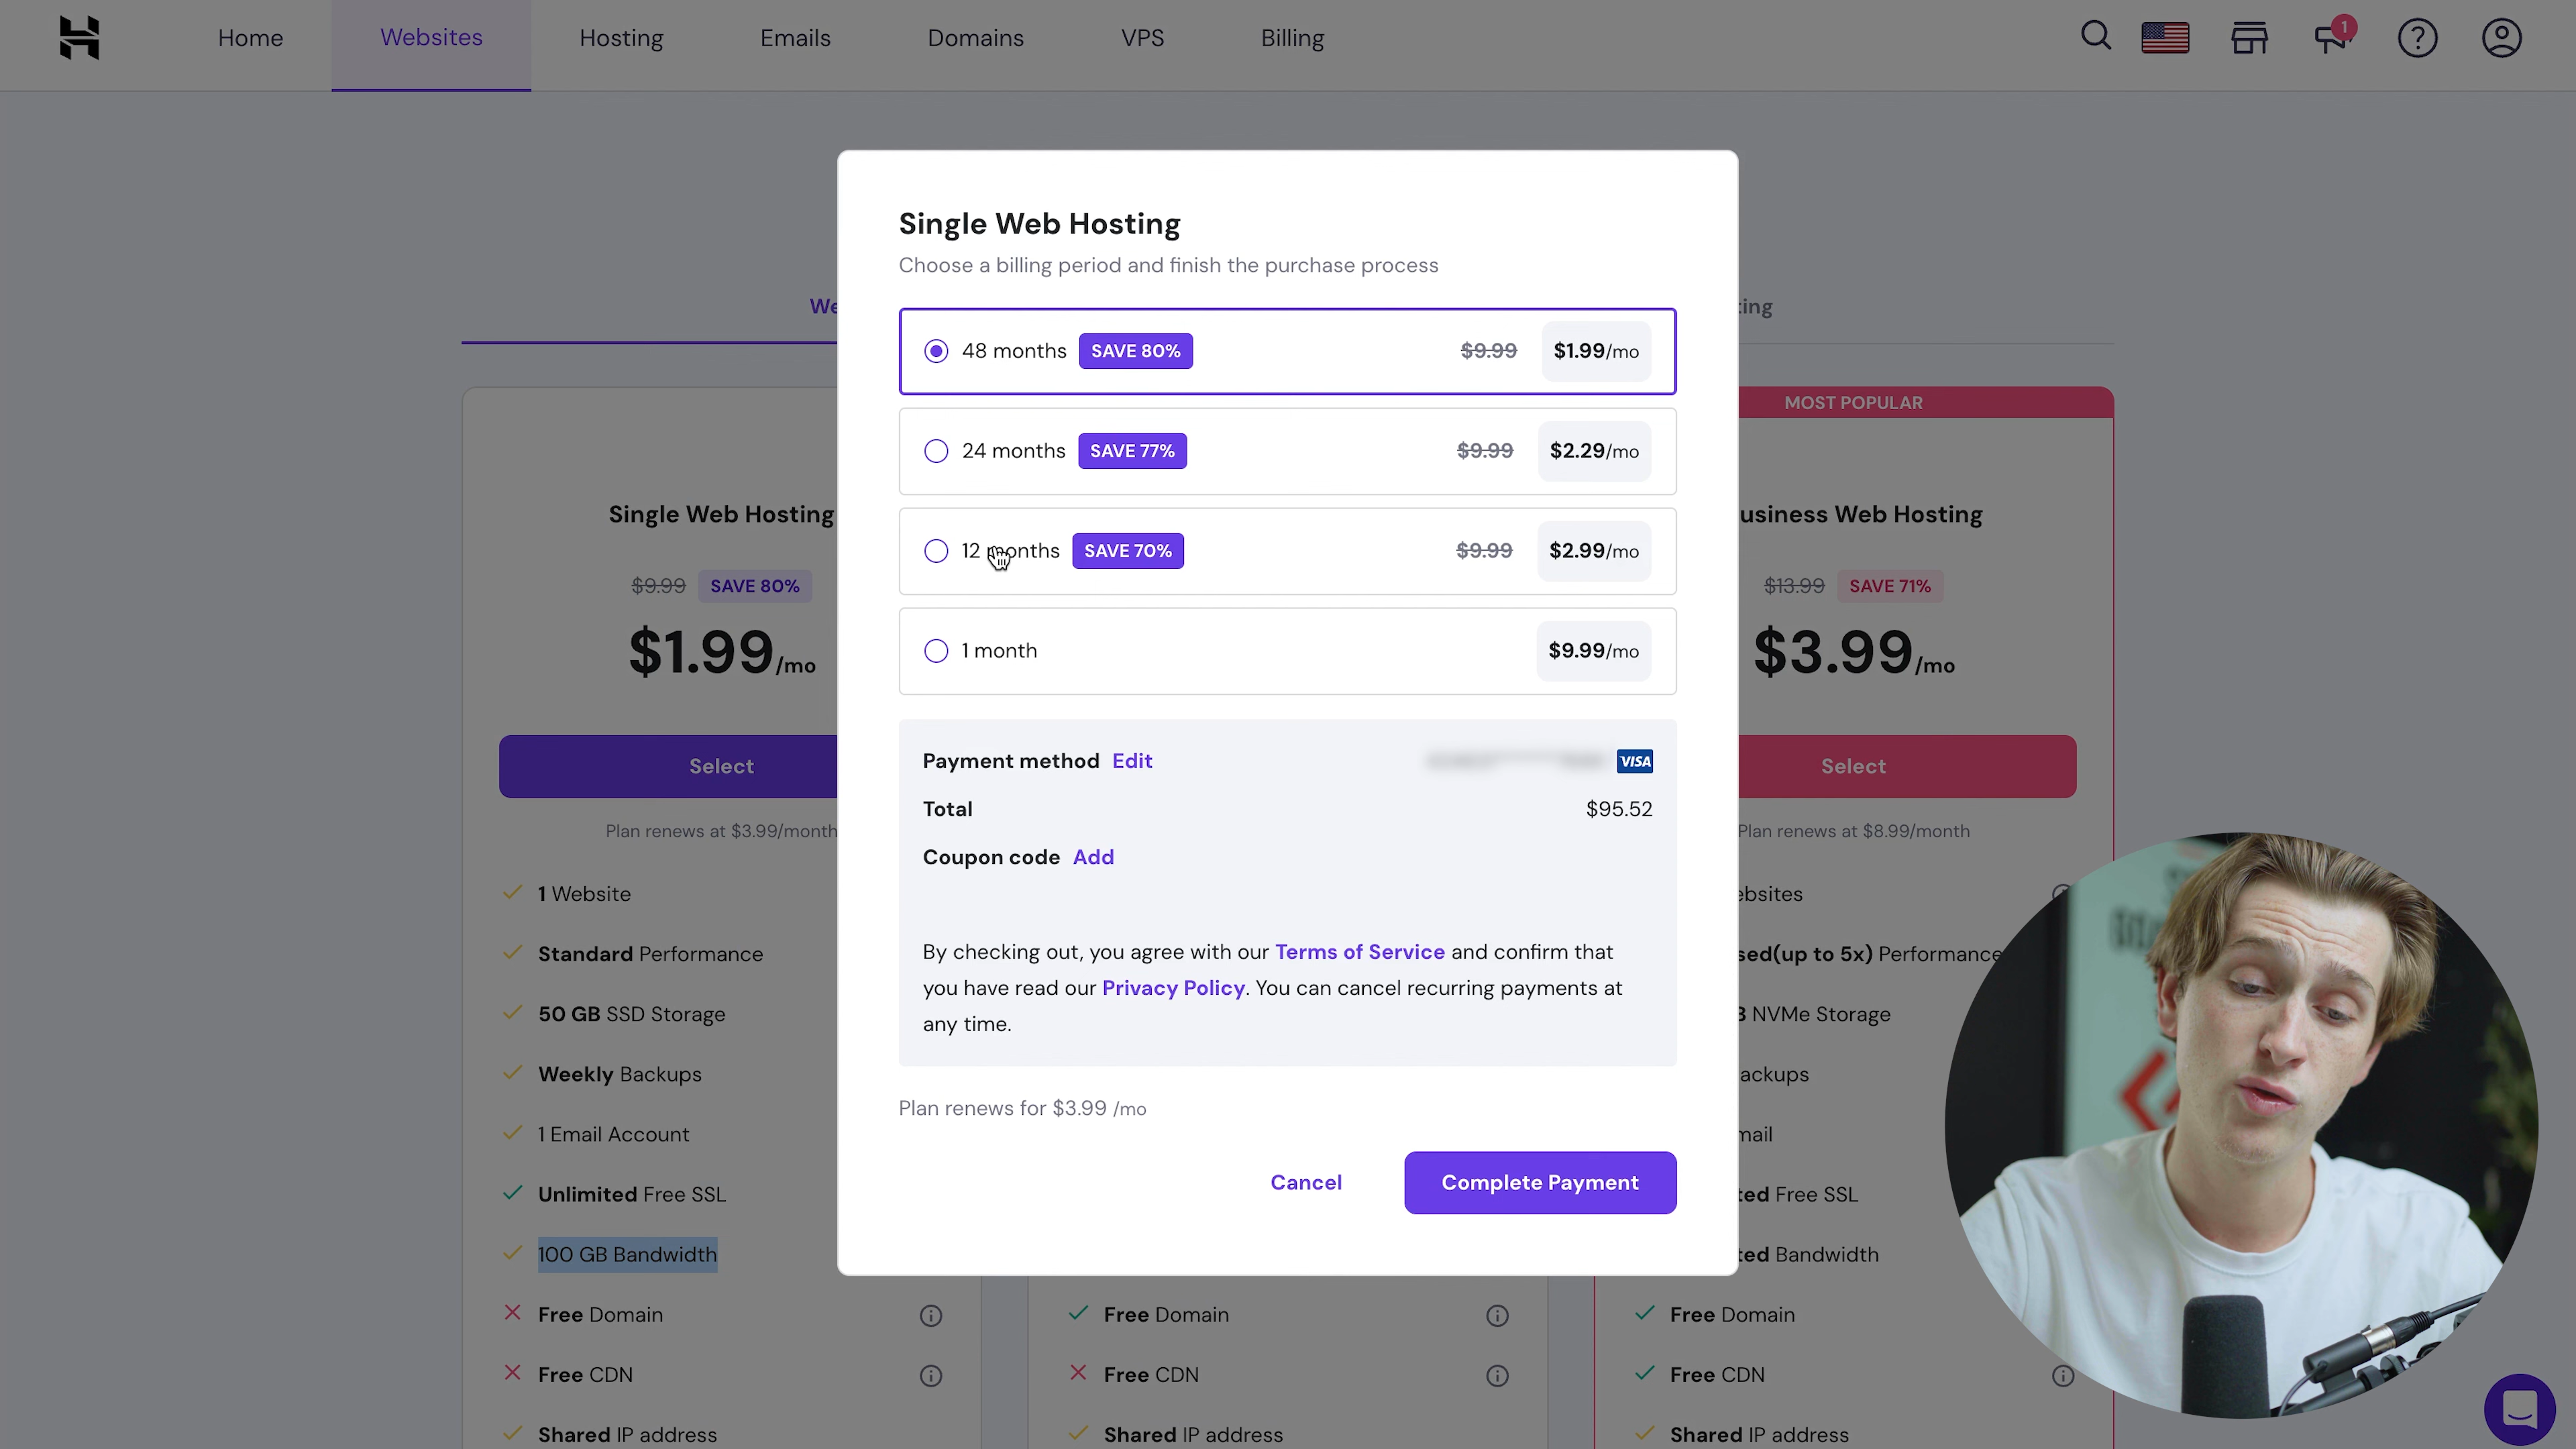 Home
Websites
Hosting
Emails
Domains
VPS
Billing
1
Single Web Hosting
Choose a billing period and finish the purchase process
48 months SAVE 80% $9.99 $1.99/mo
24 months SAVE 77% $9.99 $2.29/mo
12 months SAVE 70% $9.99 $2.99/mo
1 month $9.99/mo
Payment method Edit VISA
Total $95.52
Coupon code Add
By checking out, you agree with our Terms of Service and confirm that
you have read our Privacy Policy. You can cancel recurring payments at
any time.
Plan renews for $3.99 /mo
Cancel
Complete Payment
Single Web Hosting
$9.99 SAVE 80%
$1.99/mo
Select
Plan renews at $3.99/month
1 Website
Standard Performance
50 GB SSD Storage
Weekly Backups
1 Email Account
Unlimited Free SSL
100 GB Bandwidth
Free Domain
Free CDN
Shared IP address
Free Domain
Free CDN
Shared IP address
MOST POPULAR
usiness Web Hosting
$13.99 SAVE 71%
$3.99/mo
Select
Plan renews at $8.99/month
ebsites
sed(up to 5x) Performance
NVMe Storage
ackups
mail
ted Free SSL
ted Bandwidth
Free Domain
Free CDN
Shared IP address